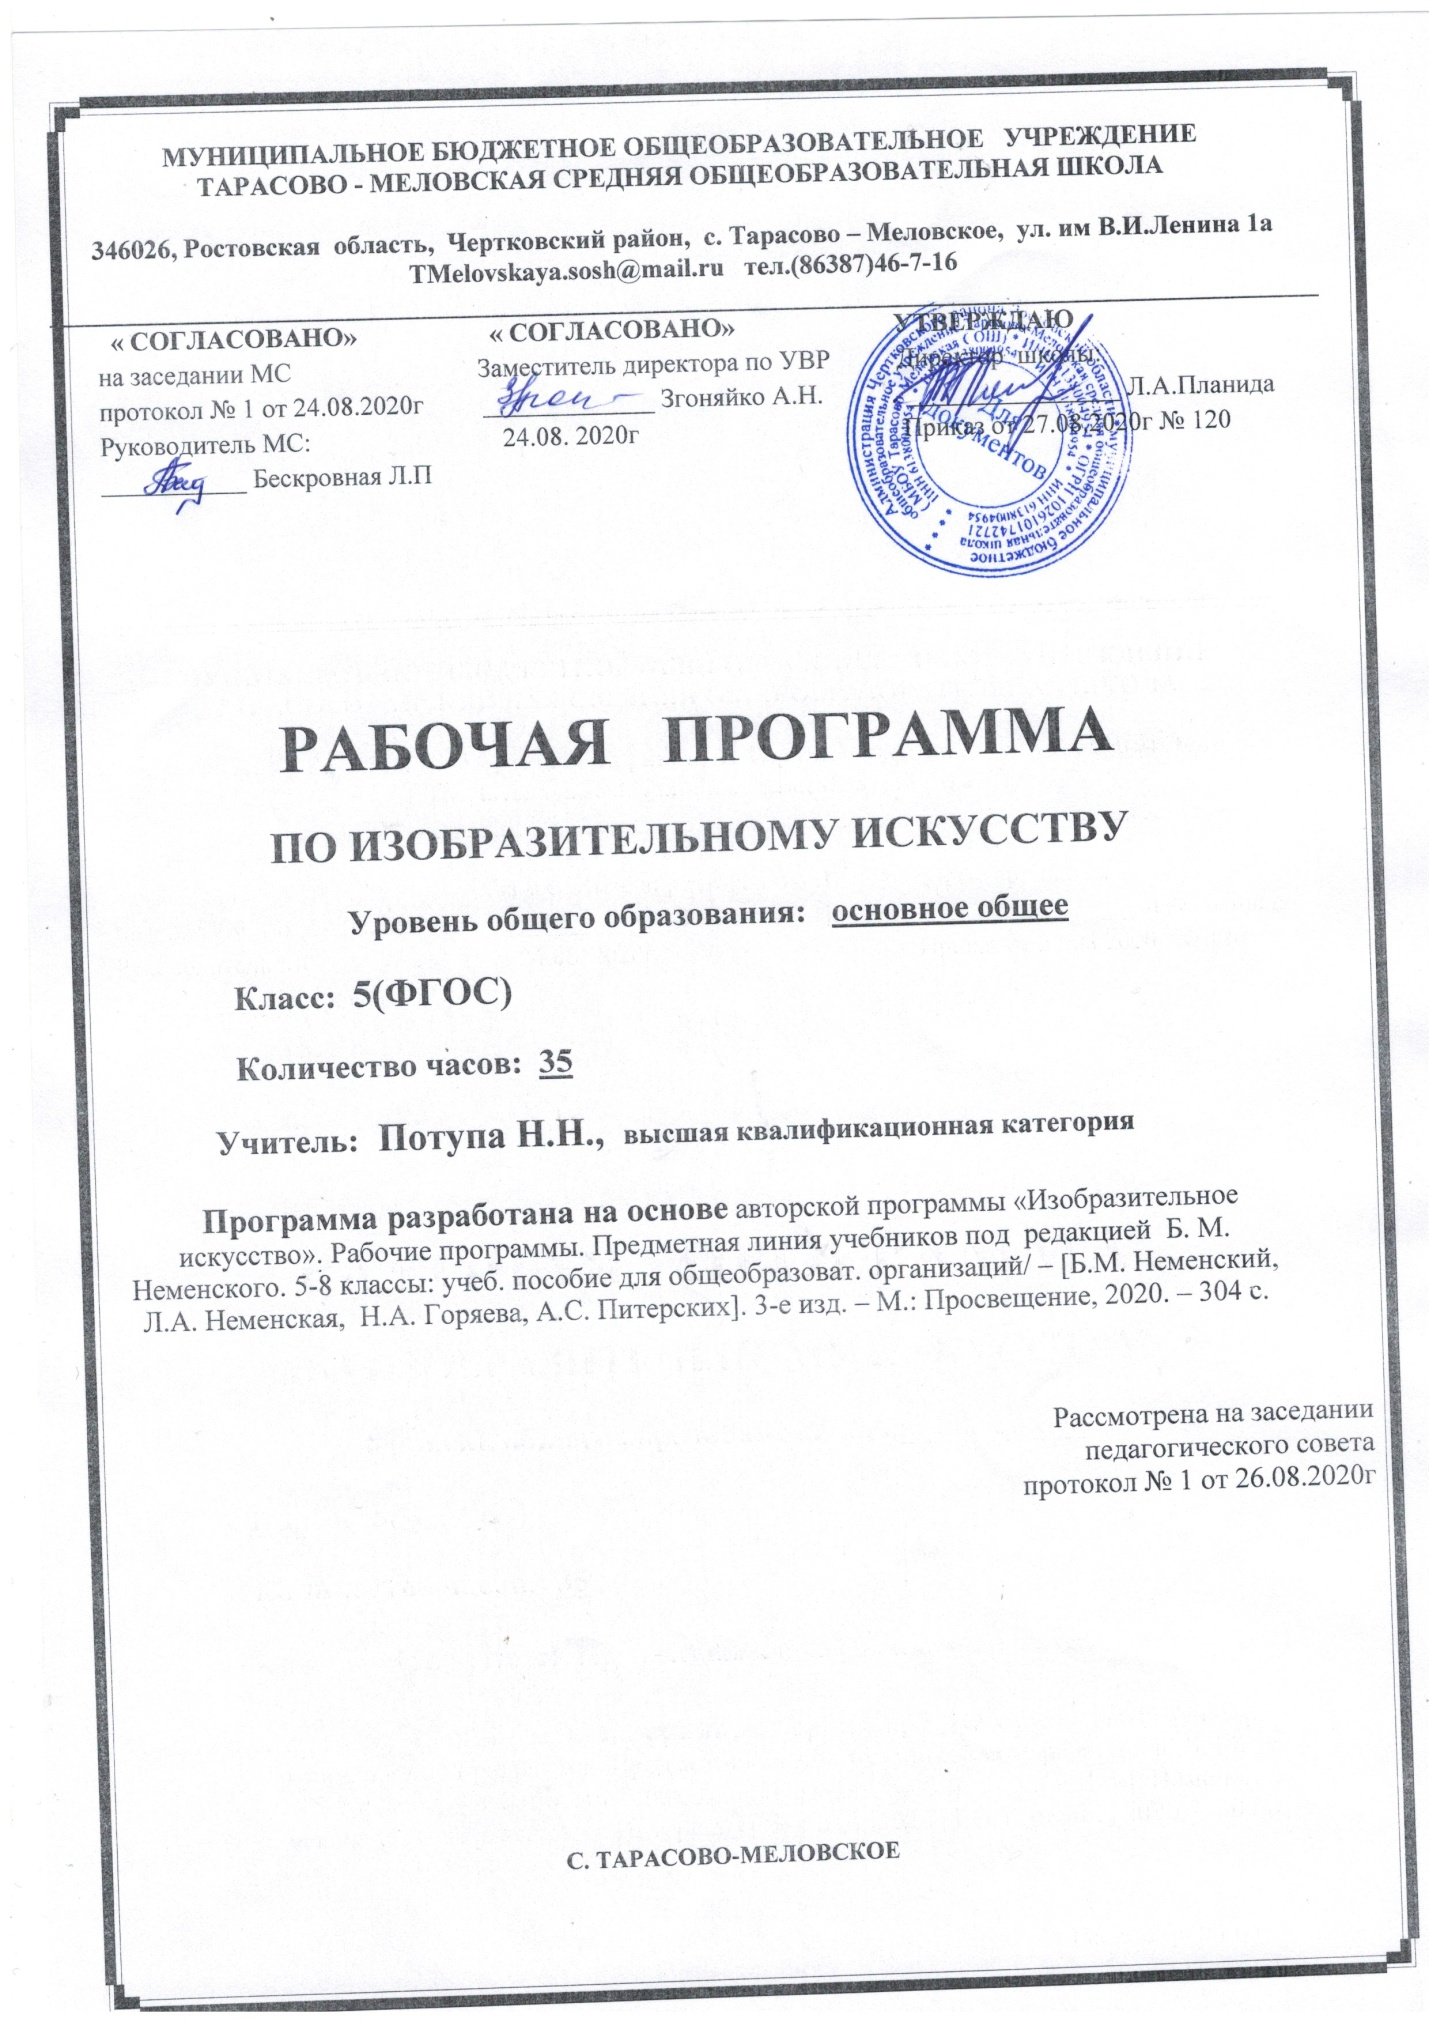 МУНИЦИПАЛЬНОЕ БЮДЖЕТНОЕ ОБЩЕОБРАЗОВАТЕЛЬНОЕ УЧРЕЖДЕНИЕ
ТАРАСОВО - МЕЛОВСКАЯ СРЕДНЯЯ ОБЩЕОБРАЗОВАТЕЛЬНАЯ ШКОЛА
346026, Ростовская область, Чертковский район, с. Тарасово – Меловское, ул. им В.И.Ленина 1а
TMelovskaya.sosh@mail.ru тел.(86387)46-7-16
« СОГЛАСОВАНО»
на заседании МС
протокол № 1 от 24.08.2020г
Руководитель МС:
Бескровная Л.П
« СОГЛАСОВАНО»
Заместитель директора по УВР
Згоняйко А.Н.
24.08. 2020г
УТВЕРЖДАЮ
Директор школы:
Л.А.Планида
Приказ от 27.08.2020г № 120
Для
документов
РАБОЧАЯ ПРОГРАММА
ПО ИЗОБРАЗИТЕЛЬНОМУ ИСКУССТВУ
Уровень общего образования: основное общее
Класс: 5(ФГОС)
Количество часов: 35
Учитель: Потупа Н.Н., высшая квалификационная категория
Программа разработана на основе авторской программы «Изобразительное
искусство». Рабочие программы. Предметная линия учебников под редакцией Б. М.
Неменского. 5-8 классы: учеб. пособие для общеобразоват. организаций/ – [Б.М. Неменский,
Л.А. Неменская, Н.А. Горяева, А.С. Питерских]. 3-е изд. – М.: Просвещение, 2020. – 304 с.
Рассмотрена на заседании
педагогического совета
протокол № 1 от 26.08.2020г
С. ТАРАСОВО-МЕЛОВСКОЕ